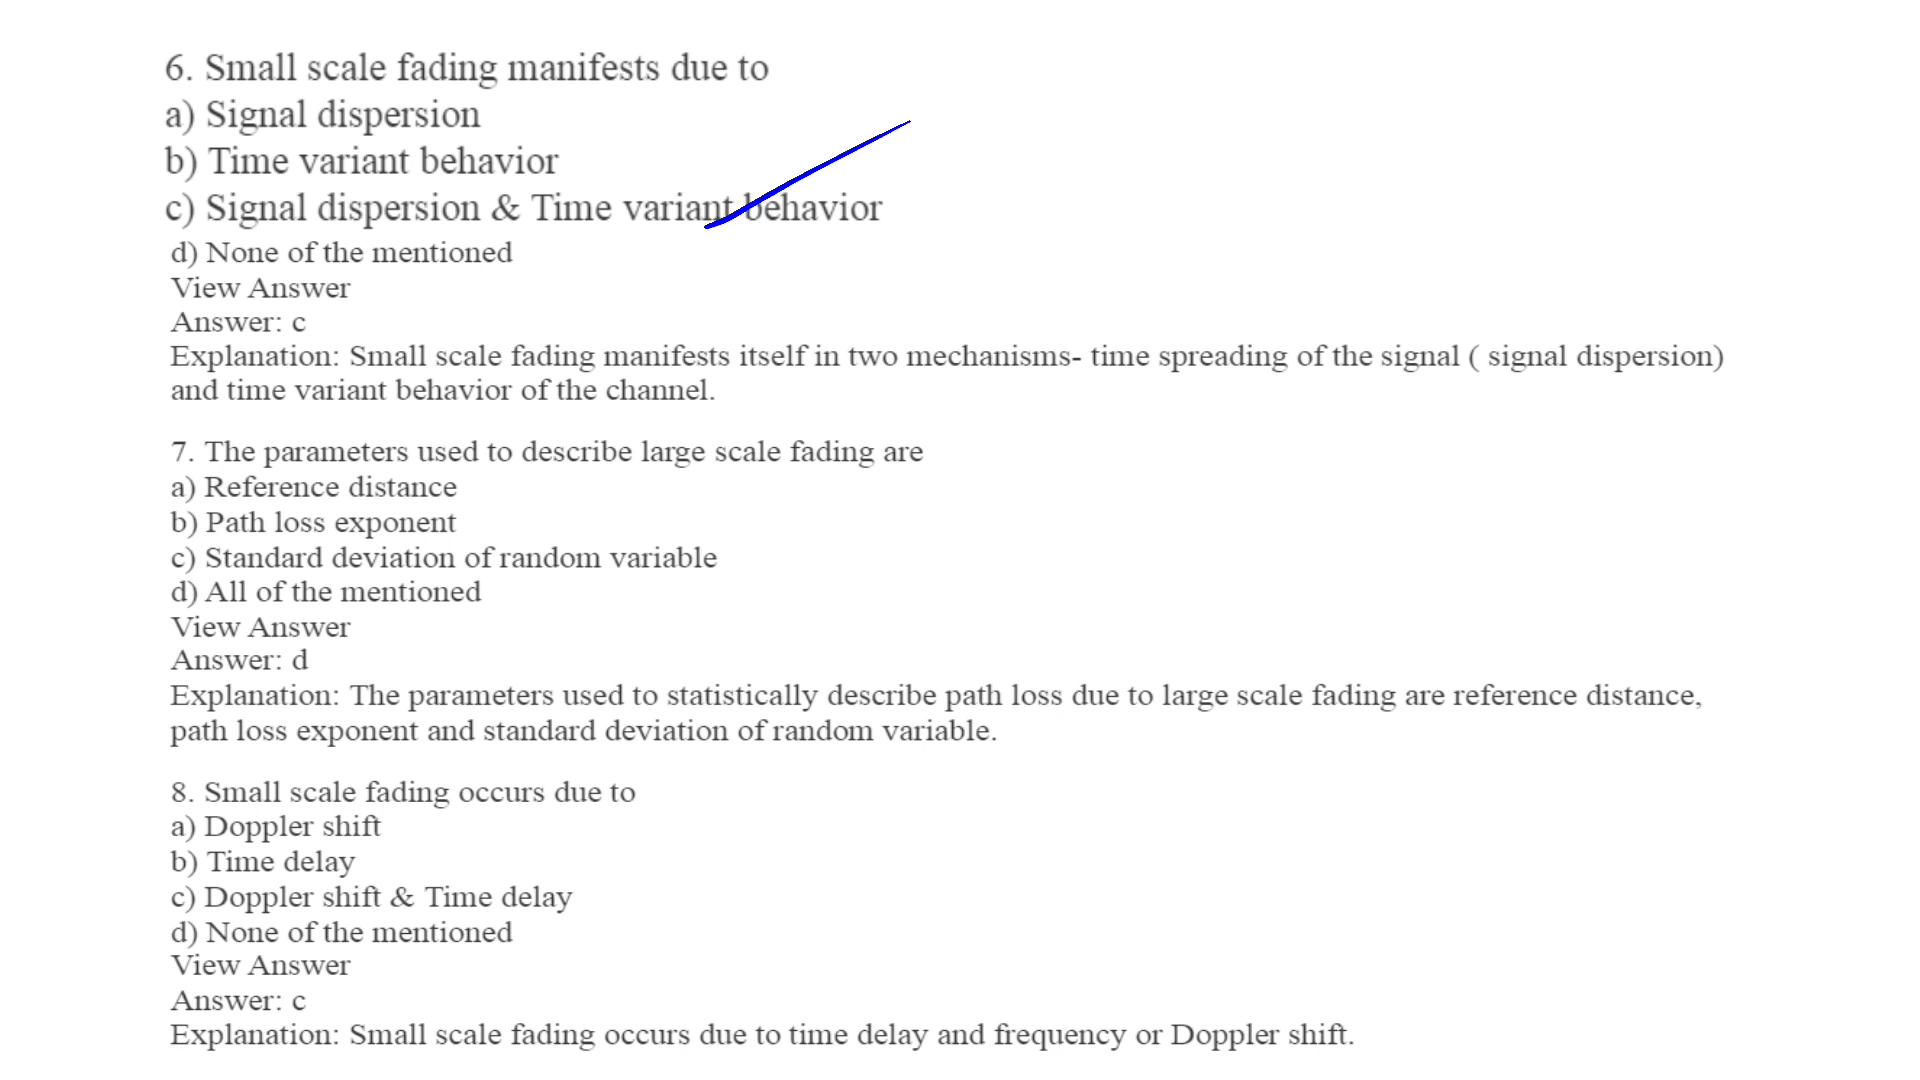 6. Small scale fading manifests due to
a) Signal dispersion
b) Time variant behavior
c) Signal dispersion & Time variant behavior
d) None of the mentioned
View Answer
Answer: c
Explanation: Small scale fading manifests itself in two mechanisms- time spreading of the signal ( signal dispersion)
and time variant behavior of the channel.
7. The parameters used to describe large scale fading are
a) Reference distance
b) Path loss exponent
c) Standard deviation of random variable
d) All of the mentioned
View Answer
Answer: d
Explanation: The parameters used to statistically describe path loss due to large scale fading are reference distance,
path loss exponent and standard deviation of random variable.
8. Small scale fading occurs due to
a) Doppler shift
b) Time delay
c) Doppler shift & Time delay
d) None of the mentioned
View Answer
Answer: c
Explanation: Small scale fading occurs due to time delay and frequency or Doppler shift.